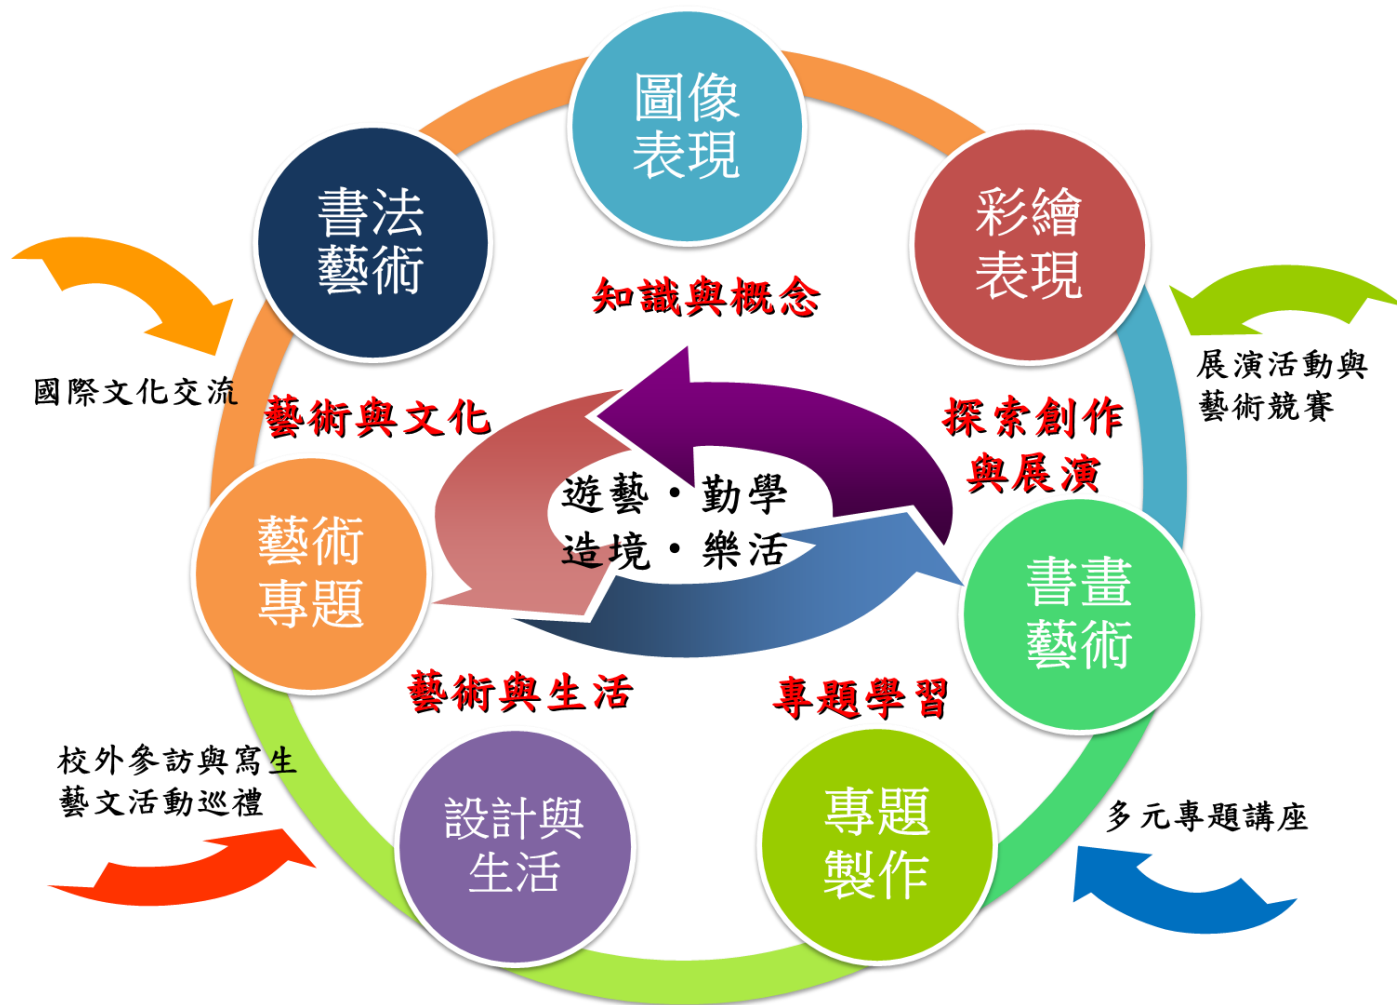 圖像
表現
書法
藝術
彩繪
表現
知識與概念
國際文化交流
展演活動與
藝術競賽
藝術與文化
探索創作
與展演
遊藝・勤學
造境・樂活
藝術
專題
書畫
藝術
藝術與生活
專題學習
校外參訪與寫生
藝文活動巡禮
設計與
生活
專題
製作
多元專題講座